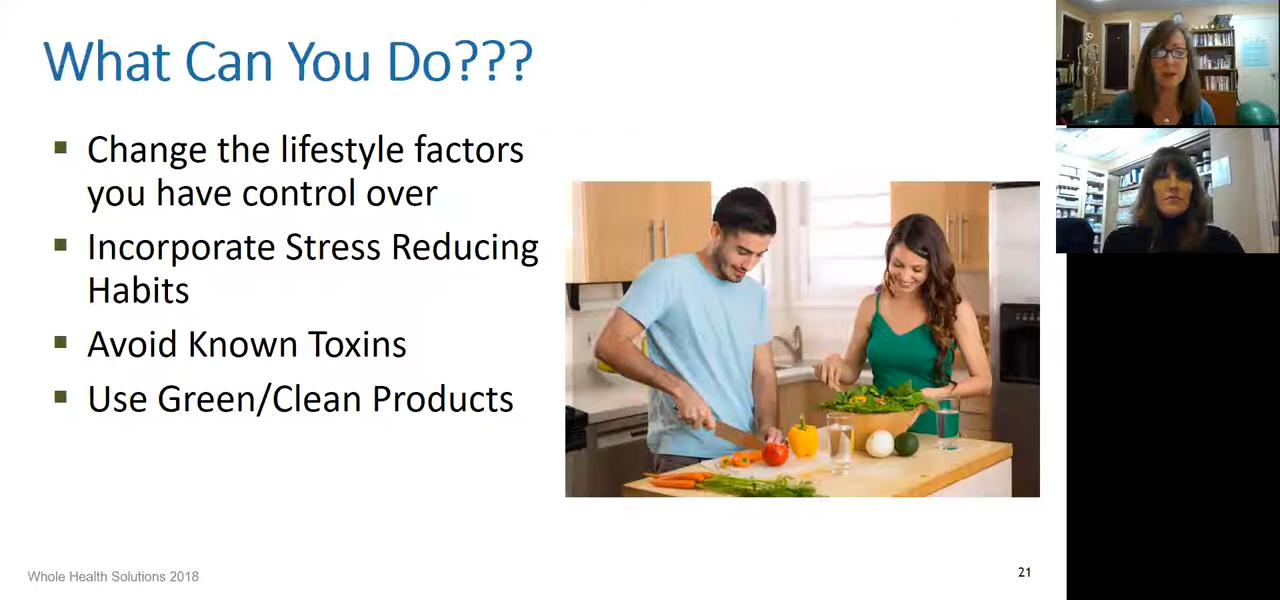 What Can You Do???
Change the lifestyle factors
you have control over
Incorporate Stress Reducing
Habits
Avoid Known Toxins
Use Green/Clean Products
Whole Health Solutions 2018
21